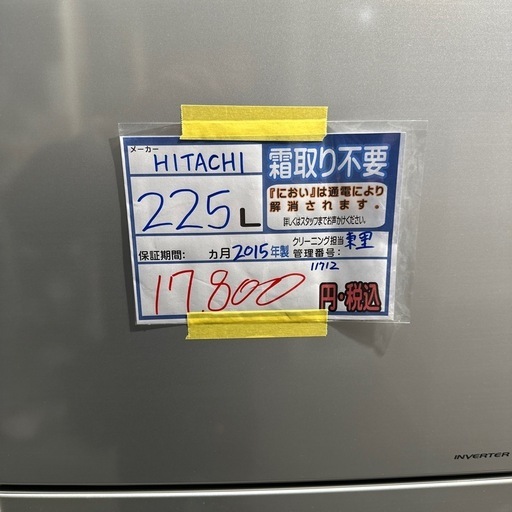 メーカー
HITACHI
霜取り不要
225L
『におい』は通電により
解消されます。
詳しくはスタッフまでお声かけください。
保証期間: カ月 2015年製
クリーニング担当 東里
管理番号: 11712
17,800 円・税込
INVERTER